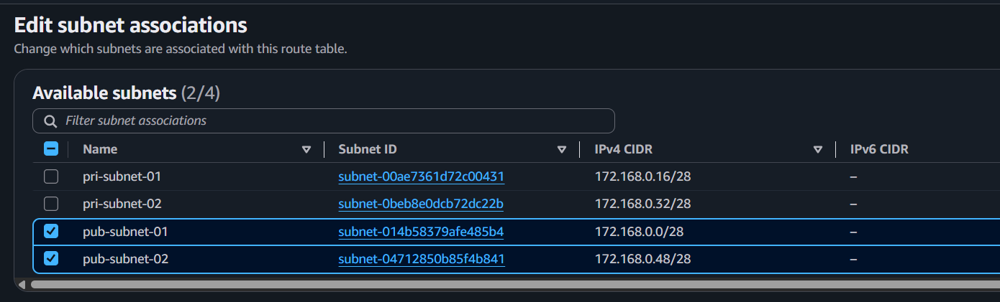 Edit subnet associations
Change which subnets are associated with this route table.
Available subnets (2/4)
Filter subnet associations
Name Subnet ID IPv4 CIDR IPv6 CIDR
pri-subnet-01 subnet-00ae7361d72c00431 172.168.0.16/28 –
pri-subnet-02 subnet-0beb8e0dcb72dc22b 172.168.0.32/28 –
pub-subnet-01 subnet-014b58379afe485b4 172.168.0.0/28 –
pub-subnet-02 subnet-04712850b85f4b841 172.168.0.48/28 –